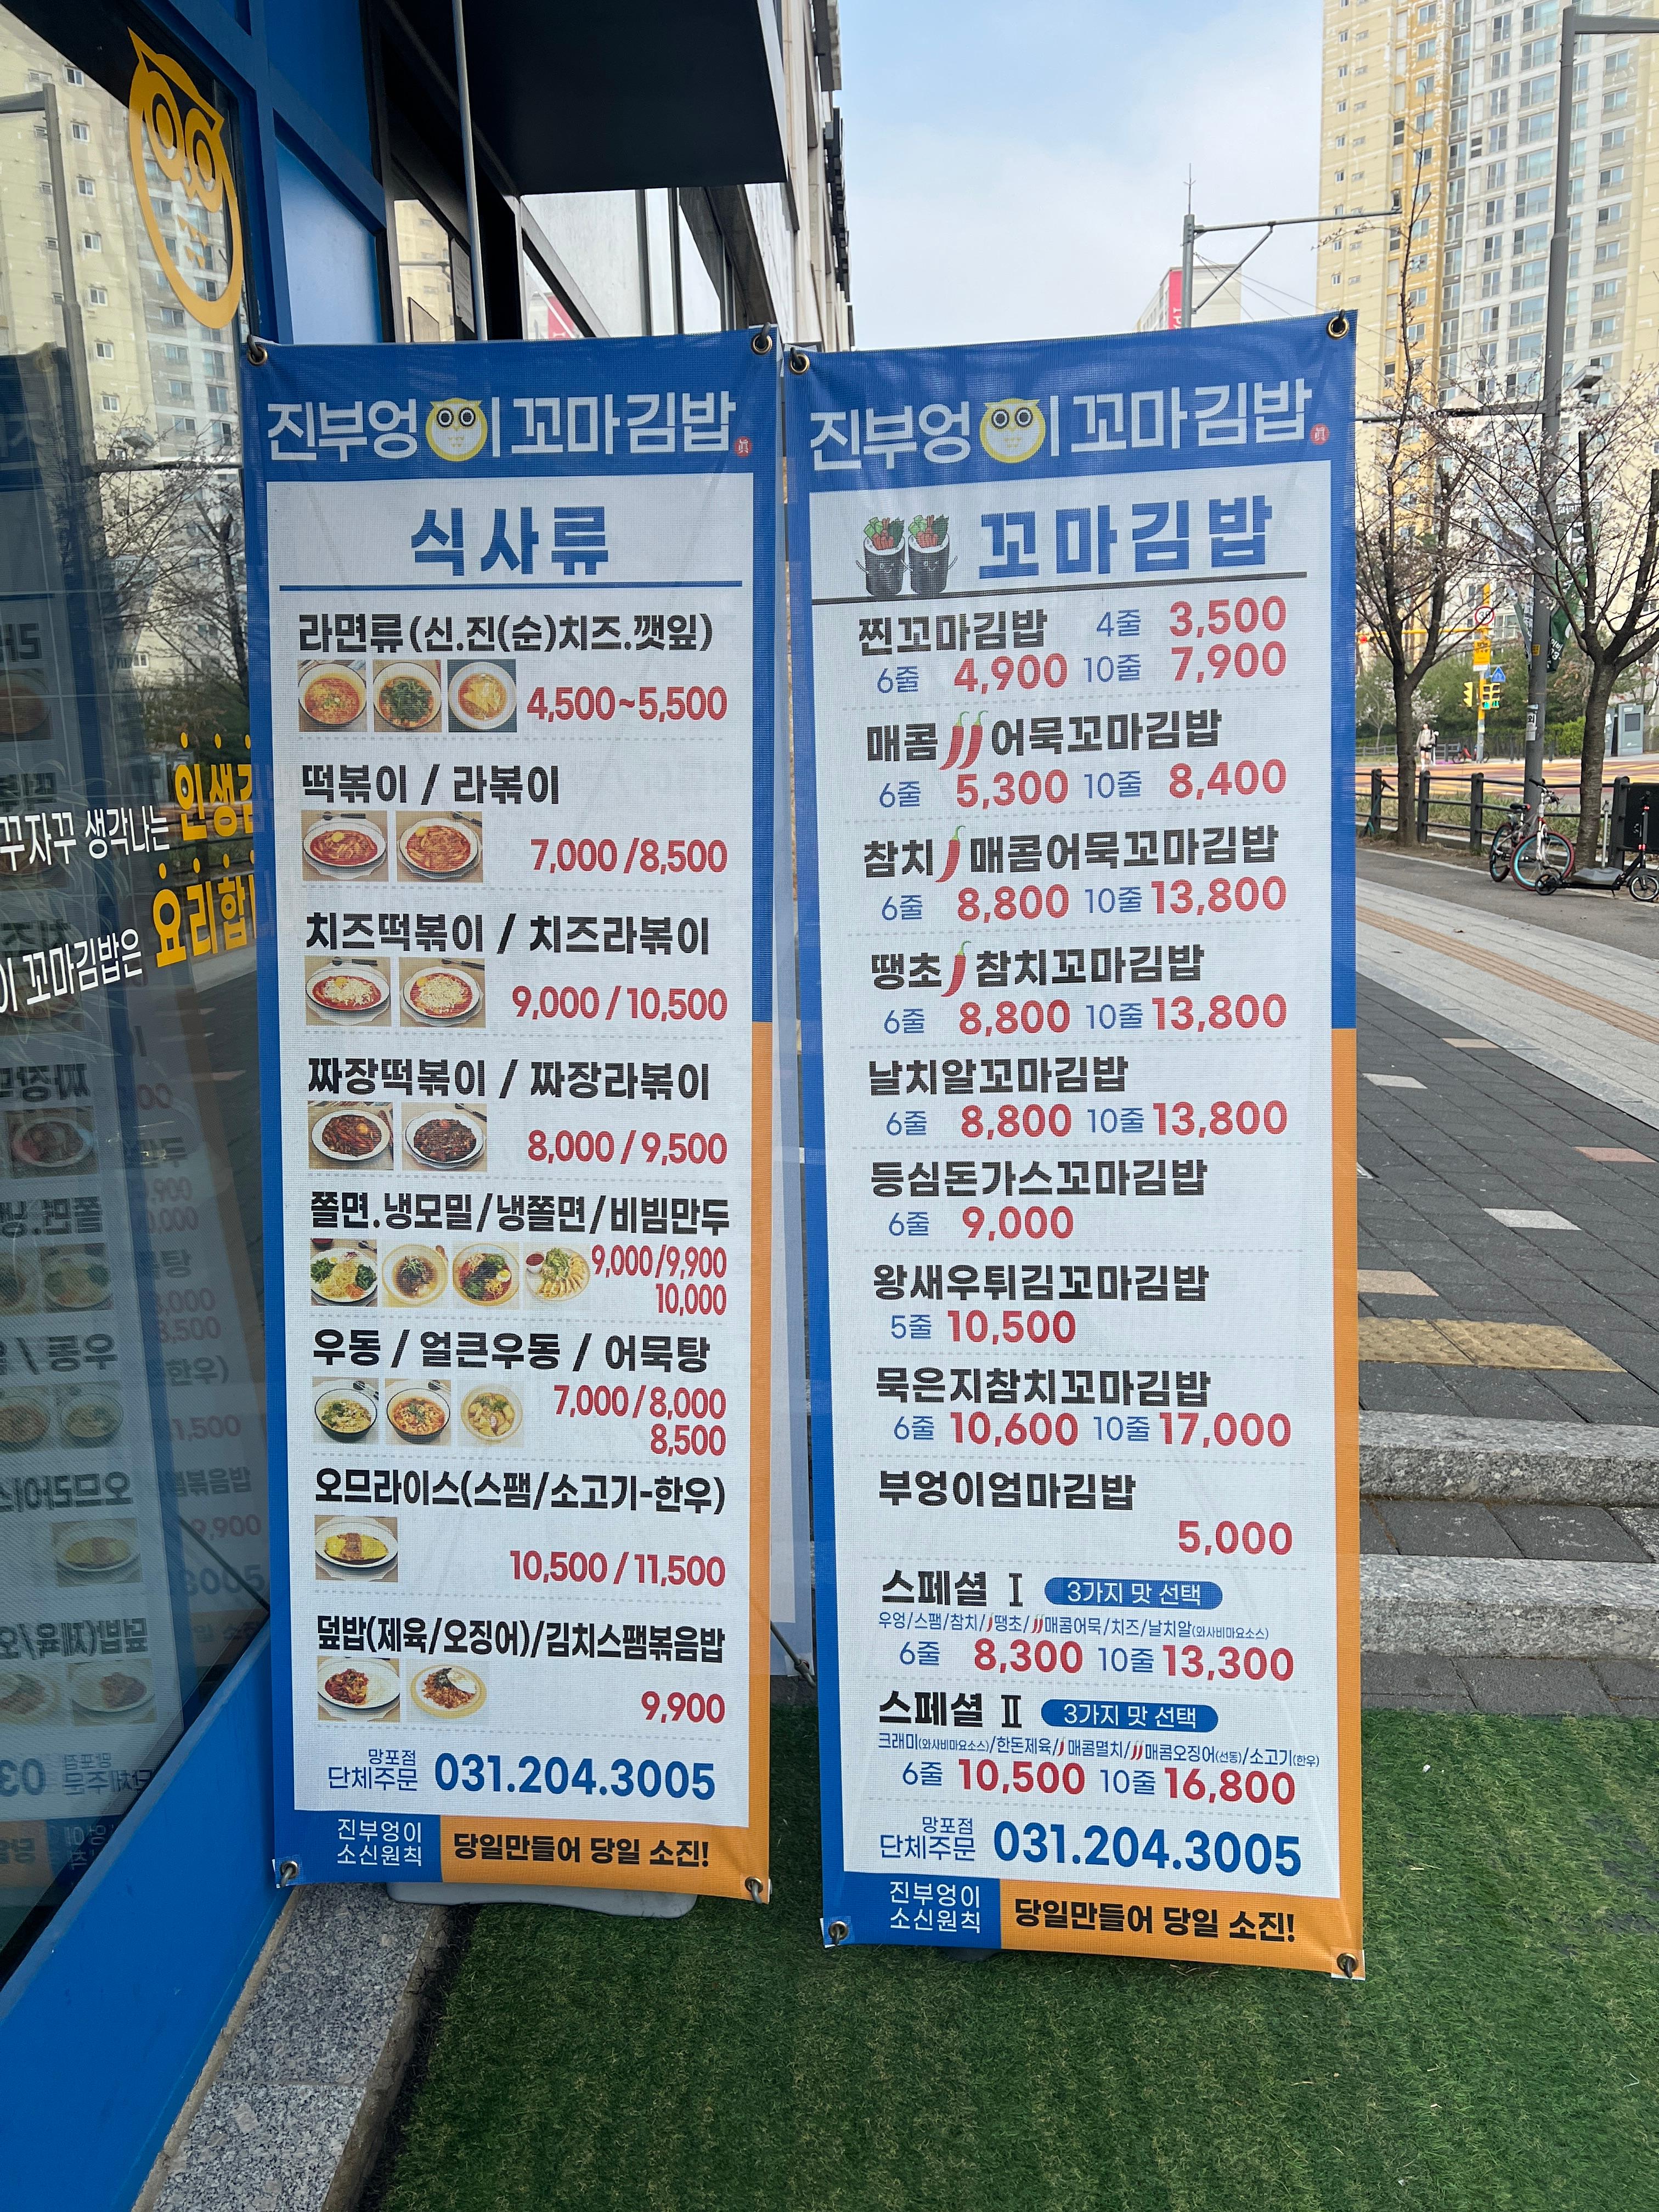 진부엉이 꼬마김밥
식사류
라면류(신.진(순)치즈.깻잎)
4,500~5,500
떡볶이 / 라볶이
7,000/8,500
치즈떡볶이 / 치즈라볶이
9,000/10,500
짜장떡볶이 / 짜장라볶이
8,000/9,500
쫄면.냉모밀/냉쫄면/비빔만두
9,000/9,900
10,000
우동 / 얼큰우동 / 어묵탕
7,000/8,000
8,500
오므라이스(스팸/소고기-한우)
10,500/11,500
덮밥(제육/오징어)/김치스팸볶음밥
9,900
망포점
단체주문 031.204.3005
진부엉이
소신원칙
당일만들어 당일 소진!
진부엉이 꼬마김밥
꼬마김밥
찐꼬마김밥 4줄 3,500
6줄 4,900 10줄 7,900
매콤 어묵꼬마김밥
6줄 5,300 10줄 8,400
참치 매콤어묵꼬마김밥
6줄 8,800 10줄 13,800
땡초 참치꼬마김밥
6줄 8,800 10줄 13,800
날치알꼬마김밥
6줄 8,800 10줄 13,800
등심돈가스꼬마김밥
6줄 9,000
왕새우튀김꼬마김밥
5줄 10,500
묵은지참치꼬마김밥
6줄 10,600 10줄 17,000
부엉이엄마김밥
5,000
스페셜 Ⅰ 3가지 맛 선택
우엉/스팸/참치/땡초/매콤어묵/치즈/날치알(와사비마요소스)
6줄 8,300 10줄 13,300
스페셜 Ⅱ 3가지 맛 선택
크래미(와사비마요소스)/한돈제육/매콤멸치/매콤오징어(선동)/소고기(한우)
6줄 10,500 10줄 16,800
망포점
단체주문 031.204.3005
진부엉이
소신원칙
당일만들어 당일 소진!
꾸자꾸 생각나는
꼬마김밥은
요리합